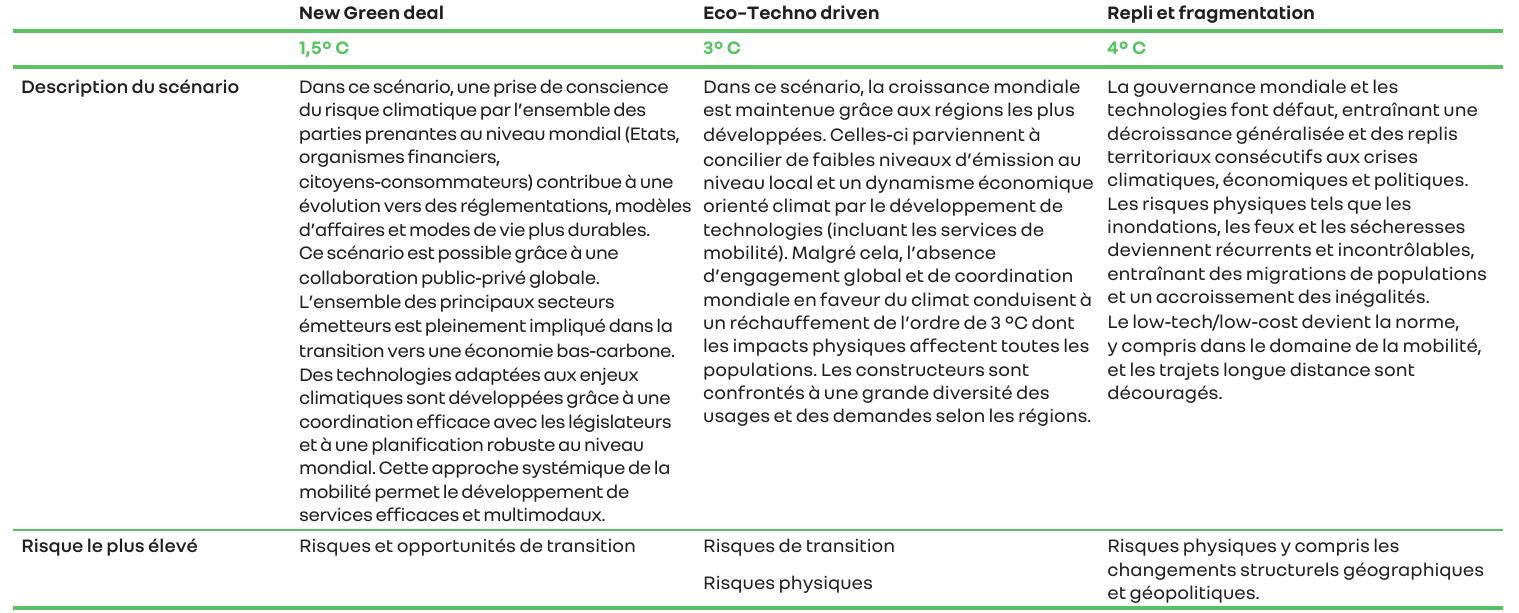 New Green deal
Eco-Techno driven
Repli et fragmentation
1,5° C
3° C
4° C
Description du scénario
Dans ce scénario, une prise de conscience
du risque climatique par l'ensemble des
parties prenantes au niveau mondial (Etats,
organismes financiers,
citoyens-consommateurs) contribue à une
évolution vers des réglementations, modèles
d'affaires et modes de vie plus durables.
Ce scénario est possible grâce à une
collaboration public-privé globale.
L'ensemble des principaux secteurs
émetteurs est pleinement impliqué dans la
transition vers une économie bas-carbone.
Des technologies adaptées aux enjeux
climatiques sont développées grâce à une
coordination efficace avec les législateurs
et à une planification robuste au niveau
mondial. Cette approche systémique de la
mobilité permet le développement de
services efficaces et multimodaux.
Dans ce scénario, la croissance mondiale
est maintenue grâce aux régions les plus
développées. Celles-ci parviennent à
concilier de faibles niveaux d'émission au
niveau local et un dynamisme économique
orienté climat par le développement de
technologies (incluant les services de
mobilité). Malgré cela, l'absence
d'engagement global et de coordination
mondiale en faveur du climat conduisent à
un réchauffement de l'ordre de 3 °C dont
les impacts physiques affectent toutes les
populations. Les constructeurs sont
confrontés à une grande diversité des
usages et des demandes selon les régions.
La gouvernance mondiale et les
technologies font défaut, entraînant une
décroissance généralisée et des replis
territoriaux consécutifs aux crises
climatiques, économiques et politiques.
Les risques physiques tels que les
inondations, les feux et les sécheresses
deviennent récurrents et incontrôlables,
entraînant des migrations de populations
et un accroissement des inégalités.
Le low-tech/low-cost devient la norme,
y compris dans le domaine de la mobilité,
et les trajets longue distance sont
découragés.
Risque le plus élevé
Risques et opportunités de transition
Risques de transition
Risques physiques
Risques physiques y compris les
changements structurels géographiques
et géopolitiques.